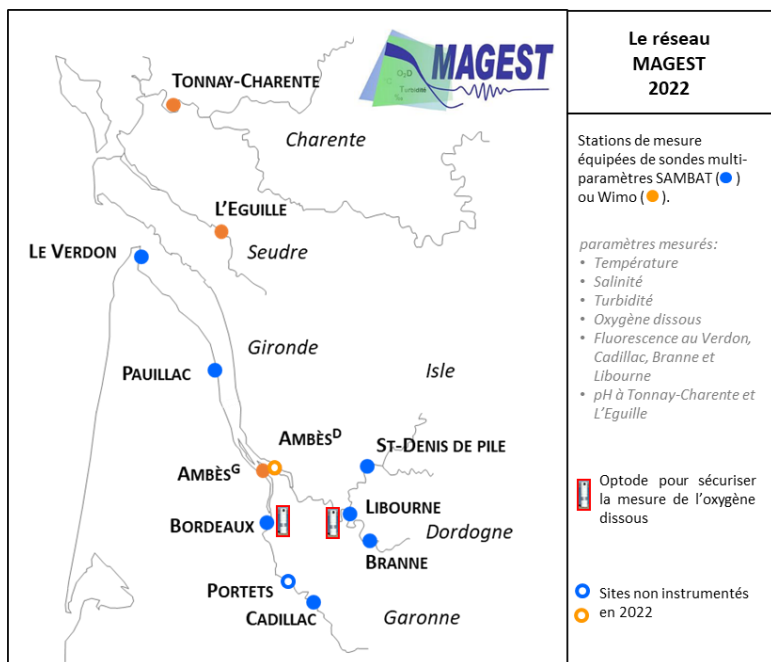 MAGEST
O₂D
Turbidité
TONNAY-CHARENTE
Charente
L'EGUILLE
Seudre
LE VERDON
Gironde
Isle
PAUILLAC
AMBÈSᴰ
ST-DENIS DE PILE
AMBÈSᴳ
LIBOURNE
BORDEAUX
Dordogne
BRANNE
PORTETS
CADILLAC
Garonne
Le réseau
MAGEST
2022
Stations de mesure
équipées de sondes multi-
paramètres SAMBAT ( )
ou Wimo ( ).
paramètres mesurés:
• Température
• Salinité
• Turbidité
• Oxygène dissous
• Fluorescence au Verdon,
Cadillac, Branne et
Libourne
• pH à Tonnay-Charente et
L'Eguille
Optode pour sécuriser
la mesure de l'oxygène
dissous
Sites non instrumentés
en 2022